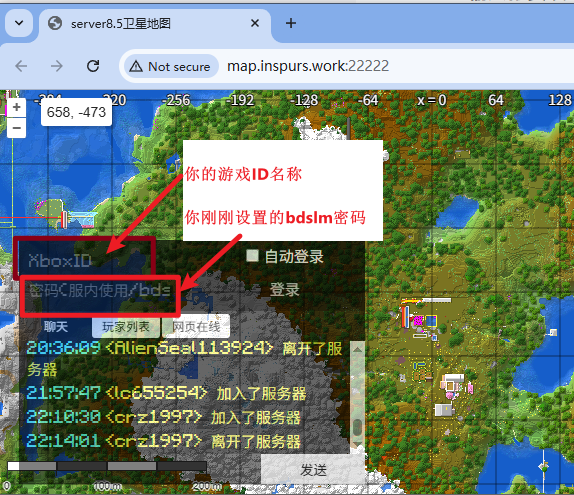 server8.5卫星地图
Not secure
map.inspurs.work:22222
-220 -256 -192 -128 -64 x = 0 64 128
+
658, -473
−
你的游戏ID名称
你刚刚设置的bdslm密码
XboxID
自动登录
密码C服内使用/bds
登录
聊天 玩家列表 网页在线
20:36:09 <AlienSeal113924> 离开了服
务器
21:57:47 <lc655254> 加入了服务器
22:10:30 <crz1997> 加入了服务器
22:14:01 <crz1997> 离开了服务器
发送
0 100 m 200 m